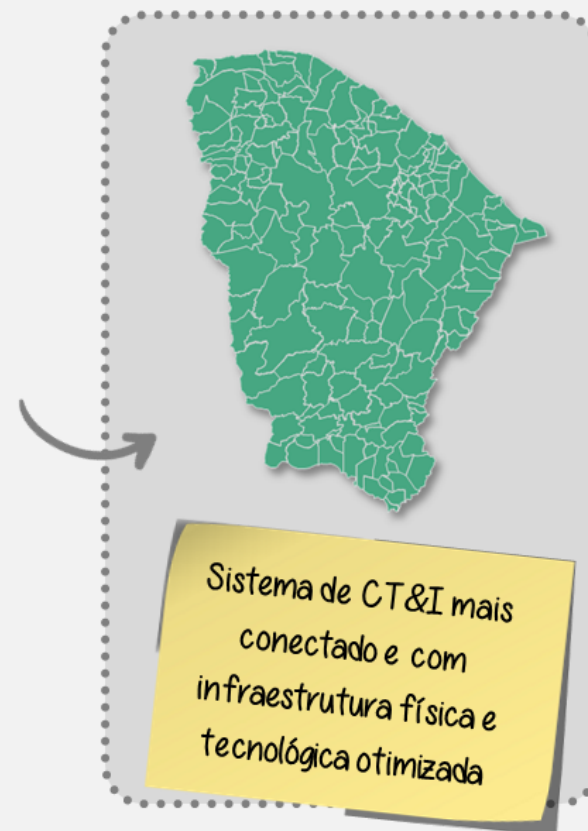 Sistema de CT&I mais
conectado e com
infraestrutura física e
tecnológica otimizada